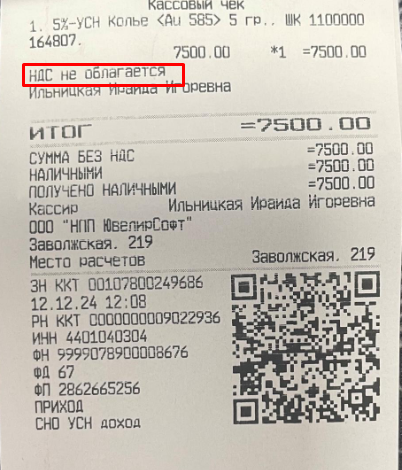 Кассовый чек
1. 5%-УСН Колье <Au 585> 5 гр., ШК 1100000
164807.
7500.00 *1 =7500.00
НДС не облагается
Ильницкая Ираида Игоревна
ИТОГ =7500.00
СУММА БЕЗ НДС =7500.00
НАЛИЧНЫМИ =7500.00
ПОЛУЧЕНО НАЛИЧНЫМИ =7500.00
Кассир Ильницкая Ираида Игоревна
ООО "НПП ЮвелирСофт"
Заволжская. 219
Место расчетов Заволжская. 219
ЗН ККТ 00107800249686
12.12.24 12:08
РН ККТ 0000000009022936
ИНН 4401040304
ФН 9999078900008676
ФД 67
ФП 2862665256
ПРИХОД
СНО УСН доход